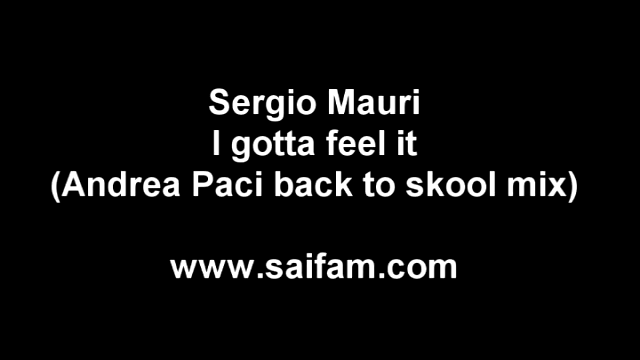 Sergio Mauri
I gotta feel it
(Andrea Paci back to skool mix)
www.saifam.com